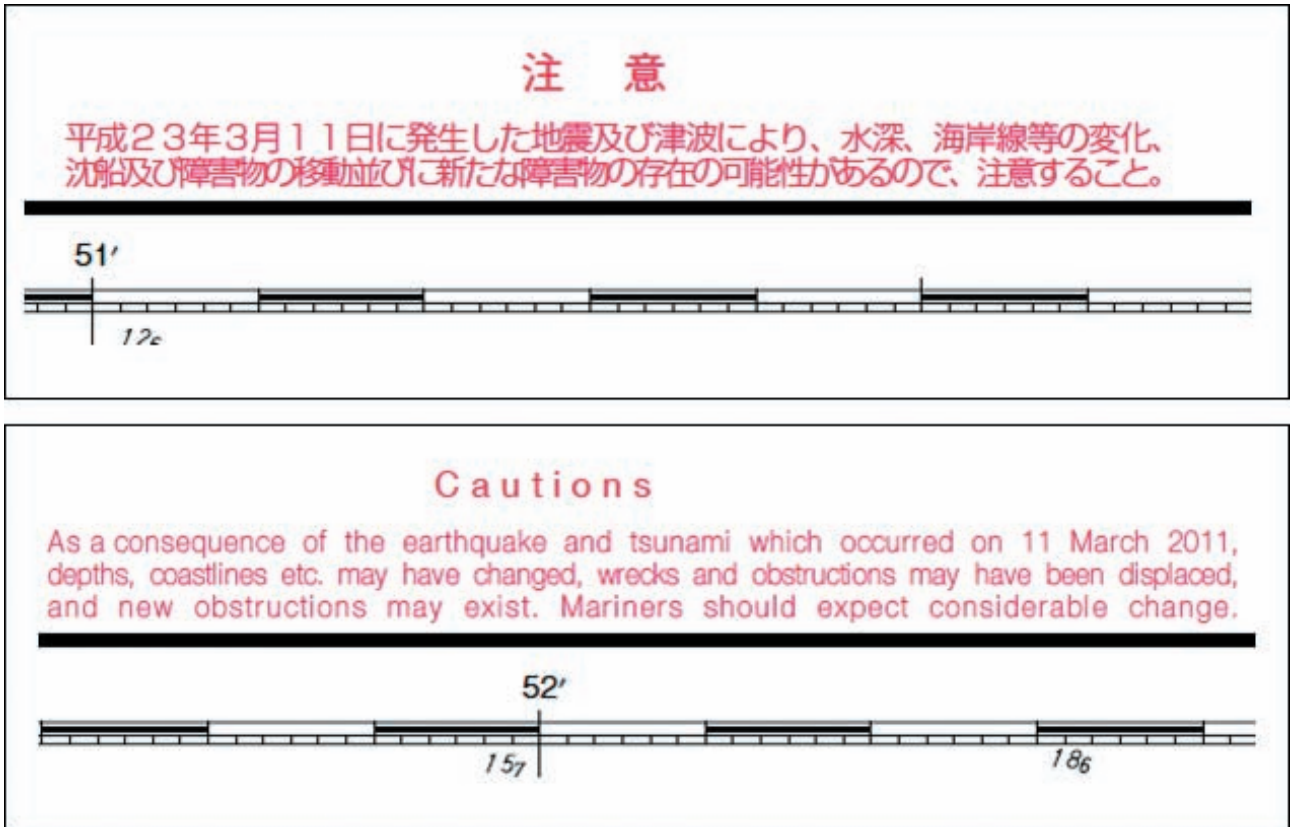 注 意
平成２３年３月１１日に発生した地震及び津波により、水深、海岸線等の変化、
沈船及び障害物の移動並びに新たな障害物の存在の可能性があるので、注意すること。
51′
Cautions
As a consequence of the earthquake and tsunami which occurred on 11 March 2011,
depths, coastlines etc. may have changed, wrecks and obstructions may have been displaced,
and new obstructions may exist. Mariners should expect considerable change.
52′
15₇ 18₆